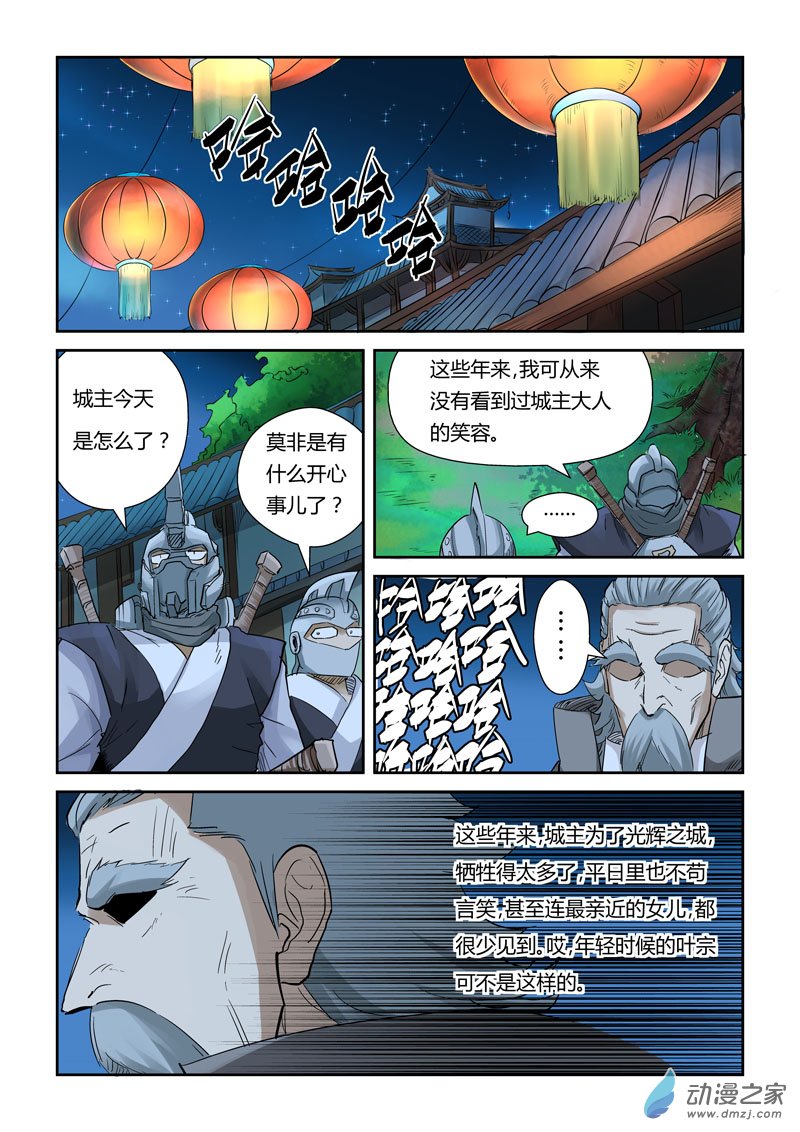 哈哈哈哈
城主今天
是怎么了？
莫非是有
什么开心
事儿了？
这些年来,我可从来
没有看到过城主大人
的笑容。
……
哈哈哈
哈哈哈
哈哈哈
哈哈哈
哈哈哈
……
这些年来,城主为了光辉之城,
牺牲得太多了,平日里也不苟
言笑,甚至连最亲近的女儿,都
很少见到。哎,年轻时候的叶宗
可不是这样的。
动漫之家
www.dmzj.com